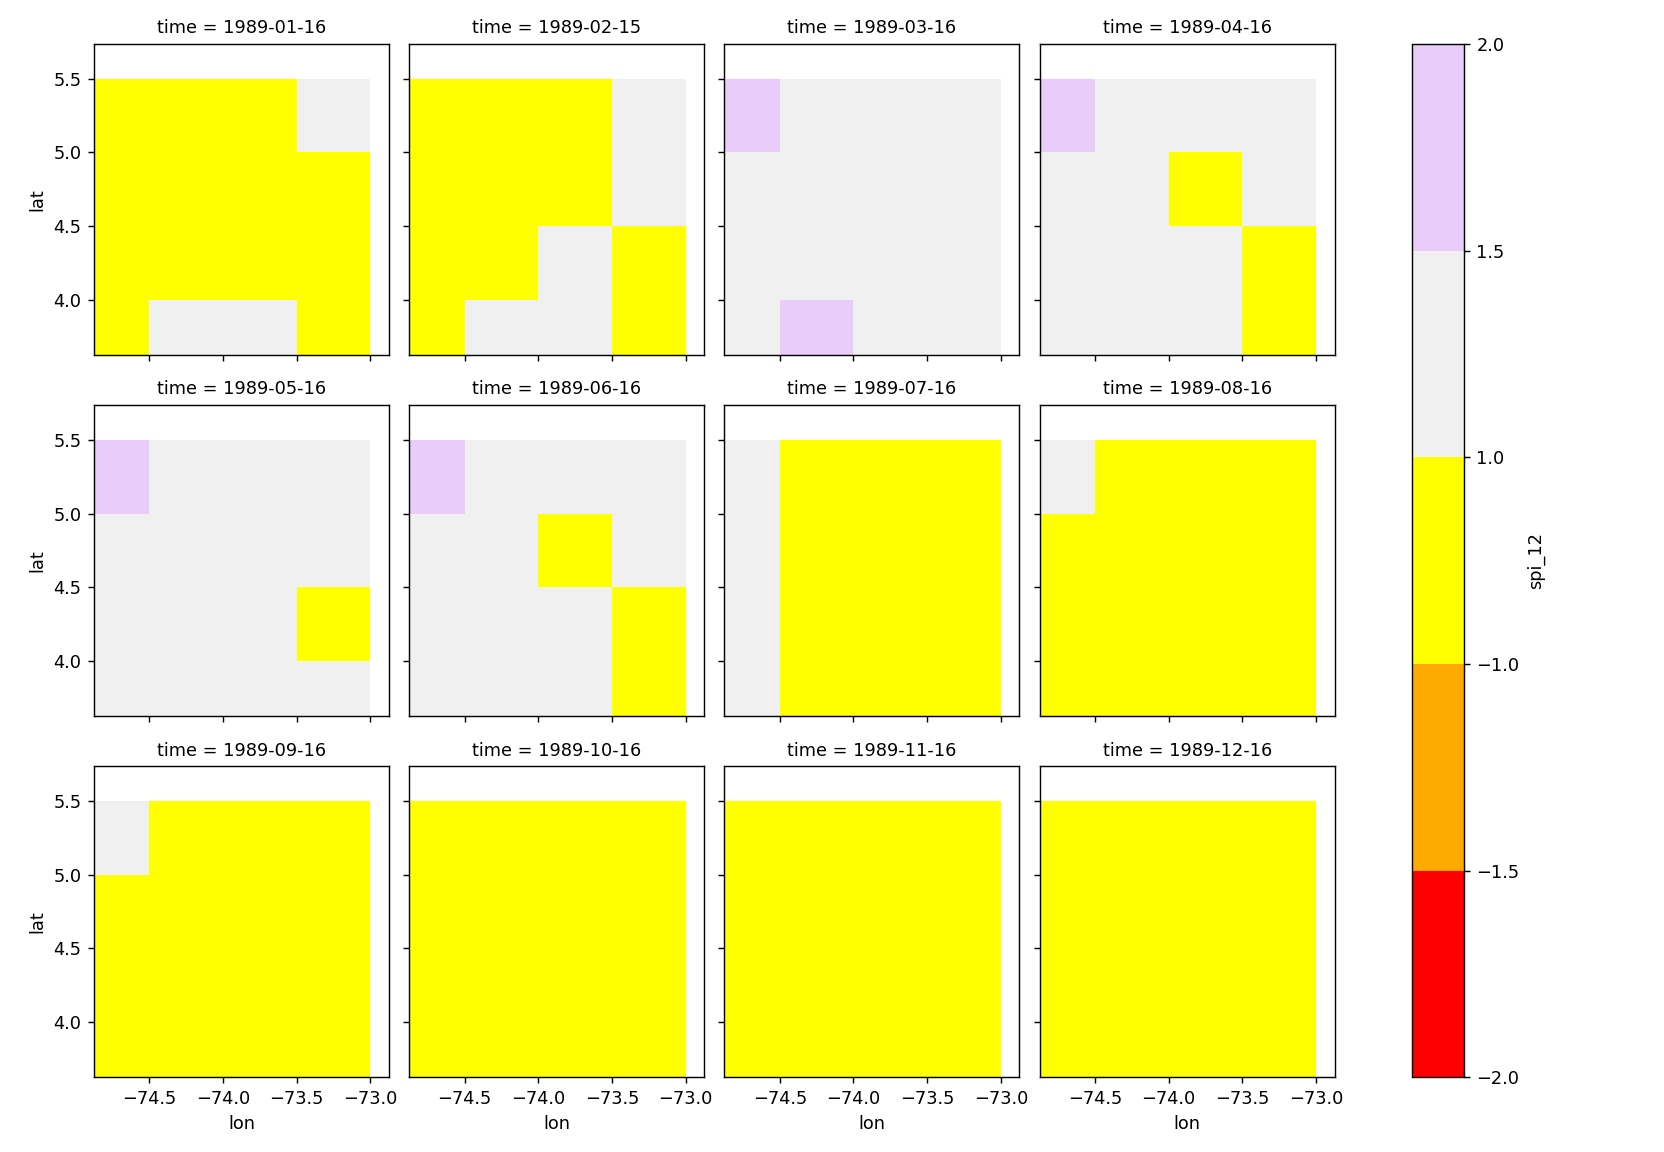 time = 1989-01-16
time = 1989-02-15
time = 1989-03-16
time = 1989-04-16
lat
5.5
5.0
4.5
4.0
time = 1989-05-16
time = 1989-06-16
time = 1989-07-16
time = 1989-08-16
lat
5.5
5.0
4.5
4.0
time = 1989-09-16
time = 1989-10-16
time = 1989-11-16
time = 1989-12-16
lat
5.5
5.0
4.5
4.0
−74.5 −74.0 −73.5 −73.0
lon
−74.5 −74.0 −73.5 −73.0
lon
−74.5 −74.0 −73.5 −73.0
lon
−74.5 −74.0 −73.5 −73.0
lon
2.0
1.5
1.0
−1.0
−1.5
−2.0
spi_12